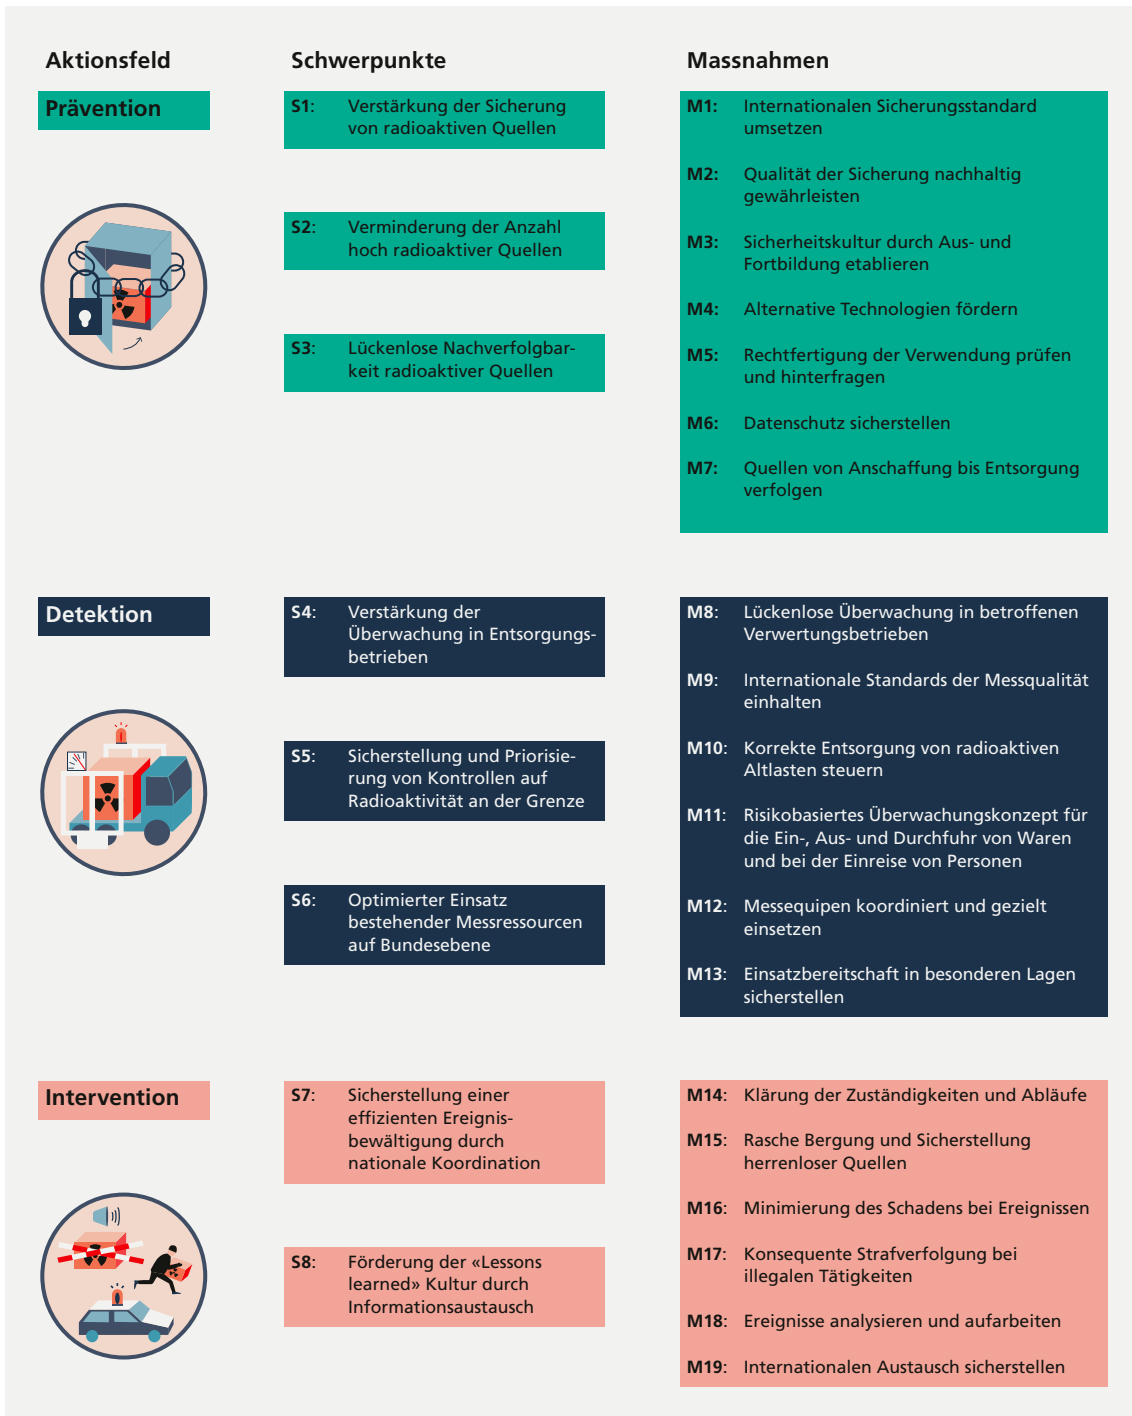 Aktionsfeld
Schwerpunkte
Massnahmen
Prävention
S1: Verstärkung der Sicherung
von radioaktiven Quellen
S2: Verminderung der Anzahl
hoch radioaktiver Quellen
S3: Lückenlose Nachverfolgbar-
keit radioaktiver Quellen
M1: Internationalen Sicherungsstandard
umsetzen
M2: Qualität der Sicherung nachhaltig
gewährleisten
M3: Sicherheitskultur durch Aus- und
Fortbildung etablieren
M4: Alternative Technologien fördern
M5: Rechtfertigung der Verwendung prüfen
und hinterfragen
M6: Datenschutz sicherstellen
M7: Quellen von Anschaffung bis Entsorgung
verfolgen
Detektion
S4: Verstärkung der
Überwachung in Entsorgungs-
betrieben
S5: Sicherstellung und Priorisie-
rung von Kontrollen auf
Radioaktivität an der Grenze
S6: Optimierter Einsatz
bestehender Messressourcen
auf Bundesebene
M8: Lückenlose Überwachung in betroffenen
Verwertungsbetrieben
M9: Internationale Standards der Messqualität
einhalten
M10: Korrekte Entsorgung von radioaktiven
Altlasten steuern
M11: Risikobasiertes Überwachungskonzept für
die Ein-, Aus- und Durchfuhr von Waren
und bei der Einreise von Personen
M12: Messequipen koordiniert und gezielt
einsetzen
M13: Einsatzbereitschaft in besonderen Lagen
sicherstellen
Intervention
S7: Sicherstellung einer
effizienten Ereignis-
bewältigung durch
nationale Koordination
S8: Förderung der «Lessons
learned» Kultur durch
Informationsaustausch
M14: Klärung der Zuständigkeiten und Abläufe
M15: Rasche Bergung und Sicherstellung
herrenloser Quellen
M16: Minimierung des Schadens bei Ereignissen
M17: Konsequente Strafverfolgung bei
illegalen Tätigkeiten
M18: Ereignisse analysieren und aufarbeiten
M19: Internationalen Austausch sicherstellen